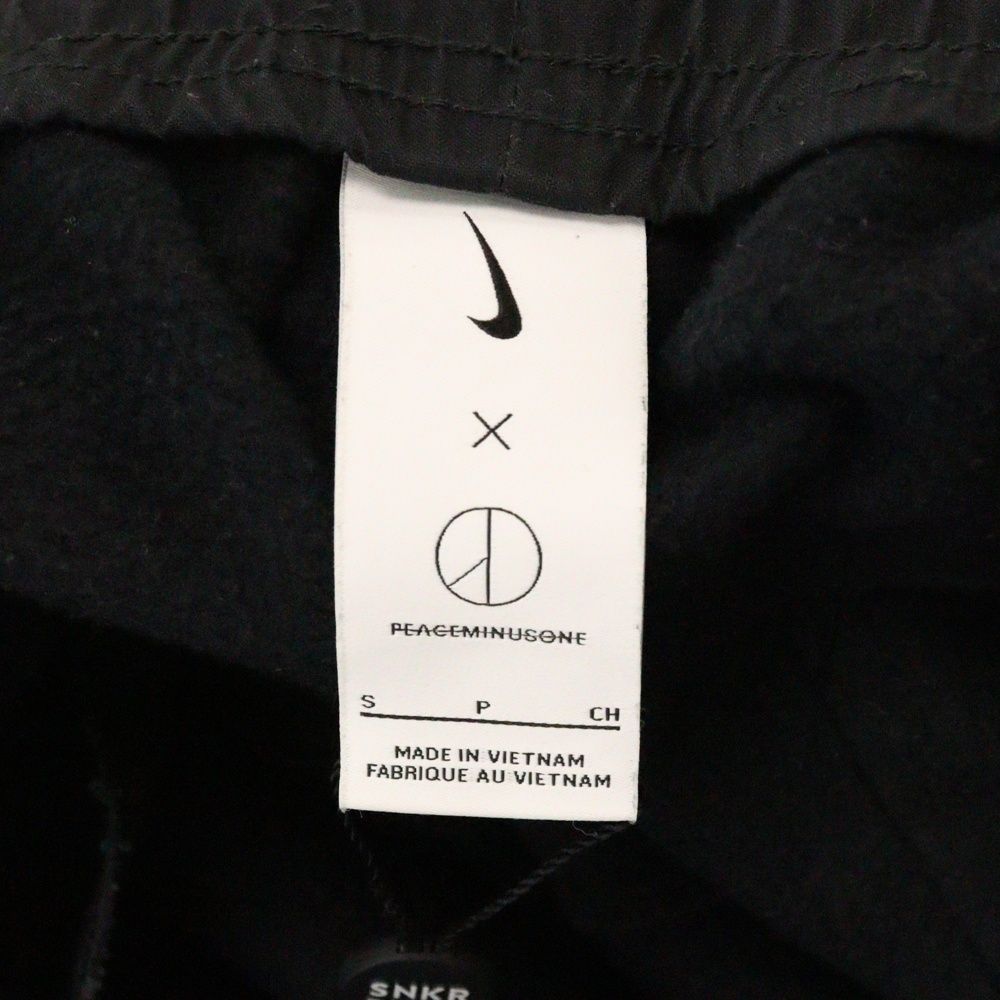 ×
PEACEMINUSONE
S P CH
MADE IN VIETNAM
FABRIQUE AU VIETNAM
SNKR